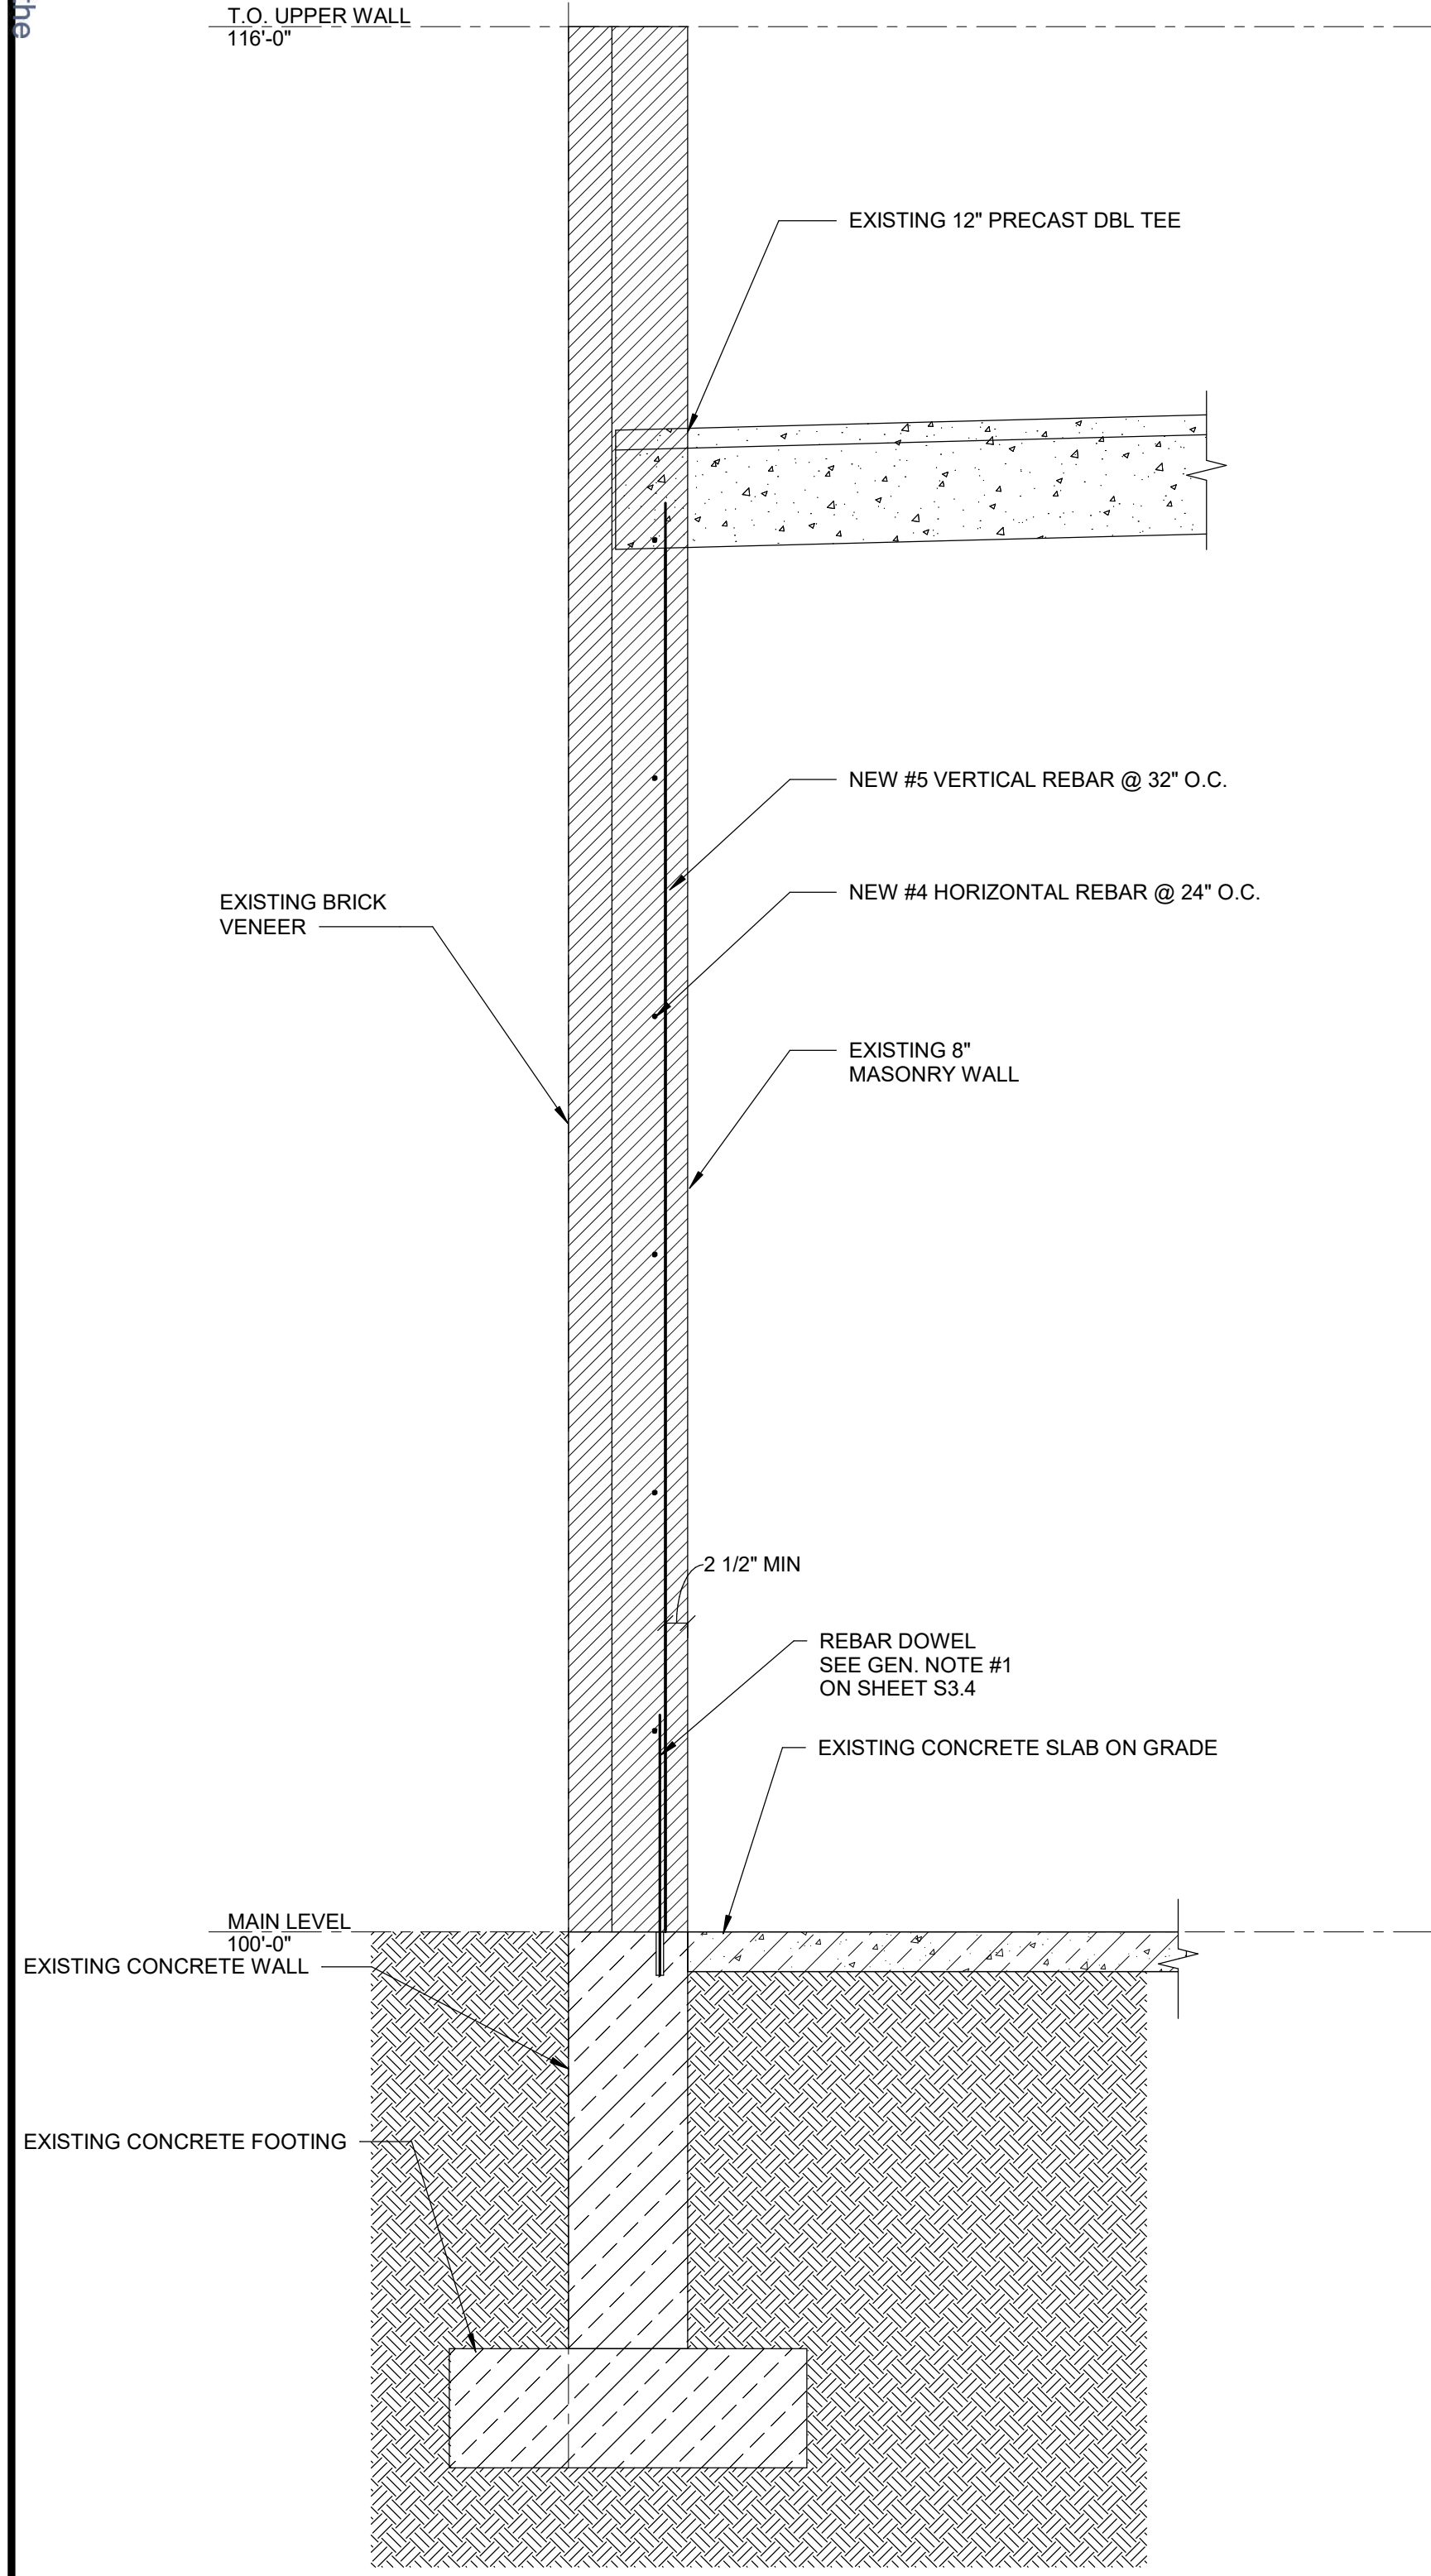 the
T.O. UPPER WALL
116'-0"
EXISTING 12" PRECAST DBL TEE
NEW #5 VERTICAL REBAR @ 32" O.C.
NEW #4 HORIZONTAL REBAR @ 24" O.C.
EXISTING BRICK
VENEER
EXISTING 8"
MASONRY WALL
2 1/2" MIN
REBAR DOWEL
SEE GEN. NOTE #1
ON SHEET S3.4
EXISTING CONCRETE SLAB ON GRADE
MAIN LEVEL
100'-0"
EXISTING CONCRETE WALL
EXISTING CONCRETE FOOTING